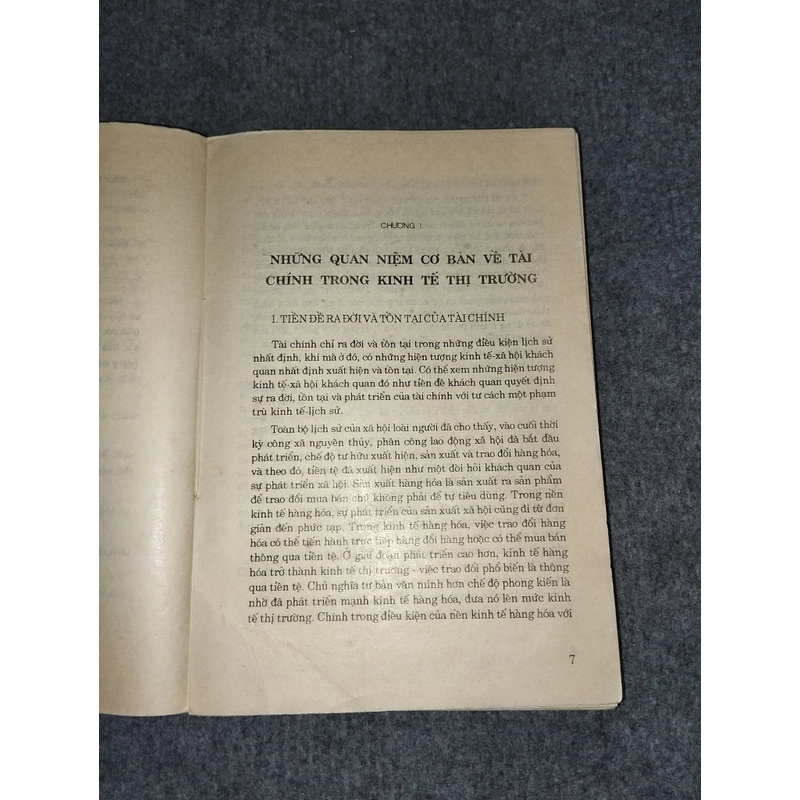 CHƯƠNG I
NHỮNG QUAN NIỆM CƠ BẢN VỀ TÀI
CHÍNH TRONG KINH TẾ THỊ TRƯỜNG
I. TIỀN ĐỀ RA ĐỜI VÀ TỒN TẠI CỦA TÀI CHÍNH
Tài chính chỉ ra đời và tồn tại trong những điều kiện lịch sử
nhất định, khi mà ở đó, có những hiện tượng kinh tế-xã hội khách
quan nhất định xuất hiện và tồn tại. Có thể xem những hiện tượng
kinh tế-xã hội khách quan đó như tiền đề khách quan quyết định
sự ra đời, tồn tại và phát triển của tài chính với tư cách một phạm
trù kinh tế-lịch sử.
Toàn bộ lịch sử của xã hội loài người đã cho thấy, vào cuối thời
kỳ công xã nguyên thủy, phân công lao động xã hội đã bắt đầu
phát triển, chế độ tư hữu xuất hiện, sản xuất và trao đổi hàng hóa,
và theo đó, tiền tệ đã xuất hiện như một đòi hỏi khách quan của
sự phát triển xã hội. Sản xuất hàng hóa là sản xuất ra sản phẩm
để trao đổi mua bán chứ không phải để tự tiêu dùng. Trong nền
kinh tế hàng hóa, sự phát triển của sản xuất xã hội cũng đi từ đơn
giản đến phức tạp. Trong kinh tế hàng hóa, việc trao đổi hàng
hóa có thể tiến hành trực tiếp hàng đổi hàng hoặc có thể mua bán
thông qua tiền tệ. Ở giai đoạn phát triển cao hơn, kinh tế hàng
hóa trở thành kinh tế thị trường - việc trao đổi phổ biến là thông
qua tiền tệ. Chủ nghĩa tư bản văn minh hơn chế độ phong kiến là
nhờ đã phát triển mạnh kinh tế hàng hóa, đưa nó lên mức kinh
tế thị trường. Chính trong điều kiện của nền kinh tế hàng hóa với
7